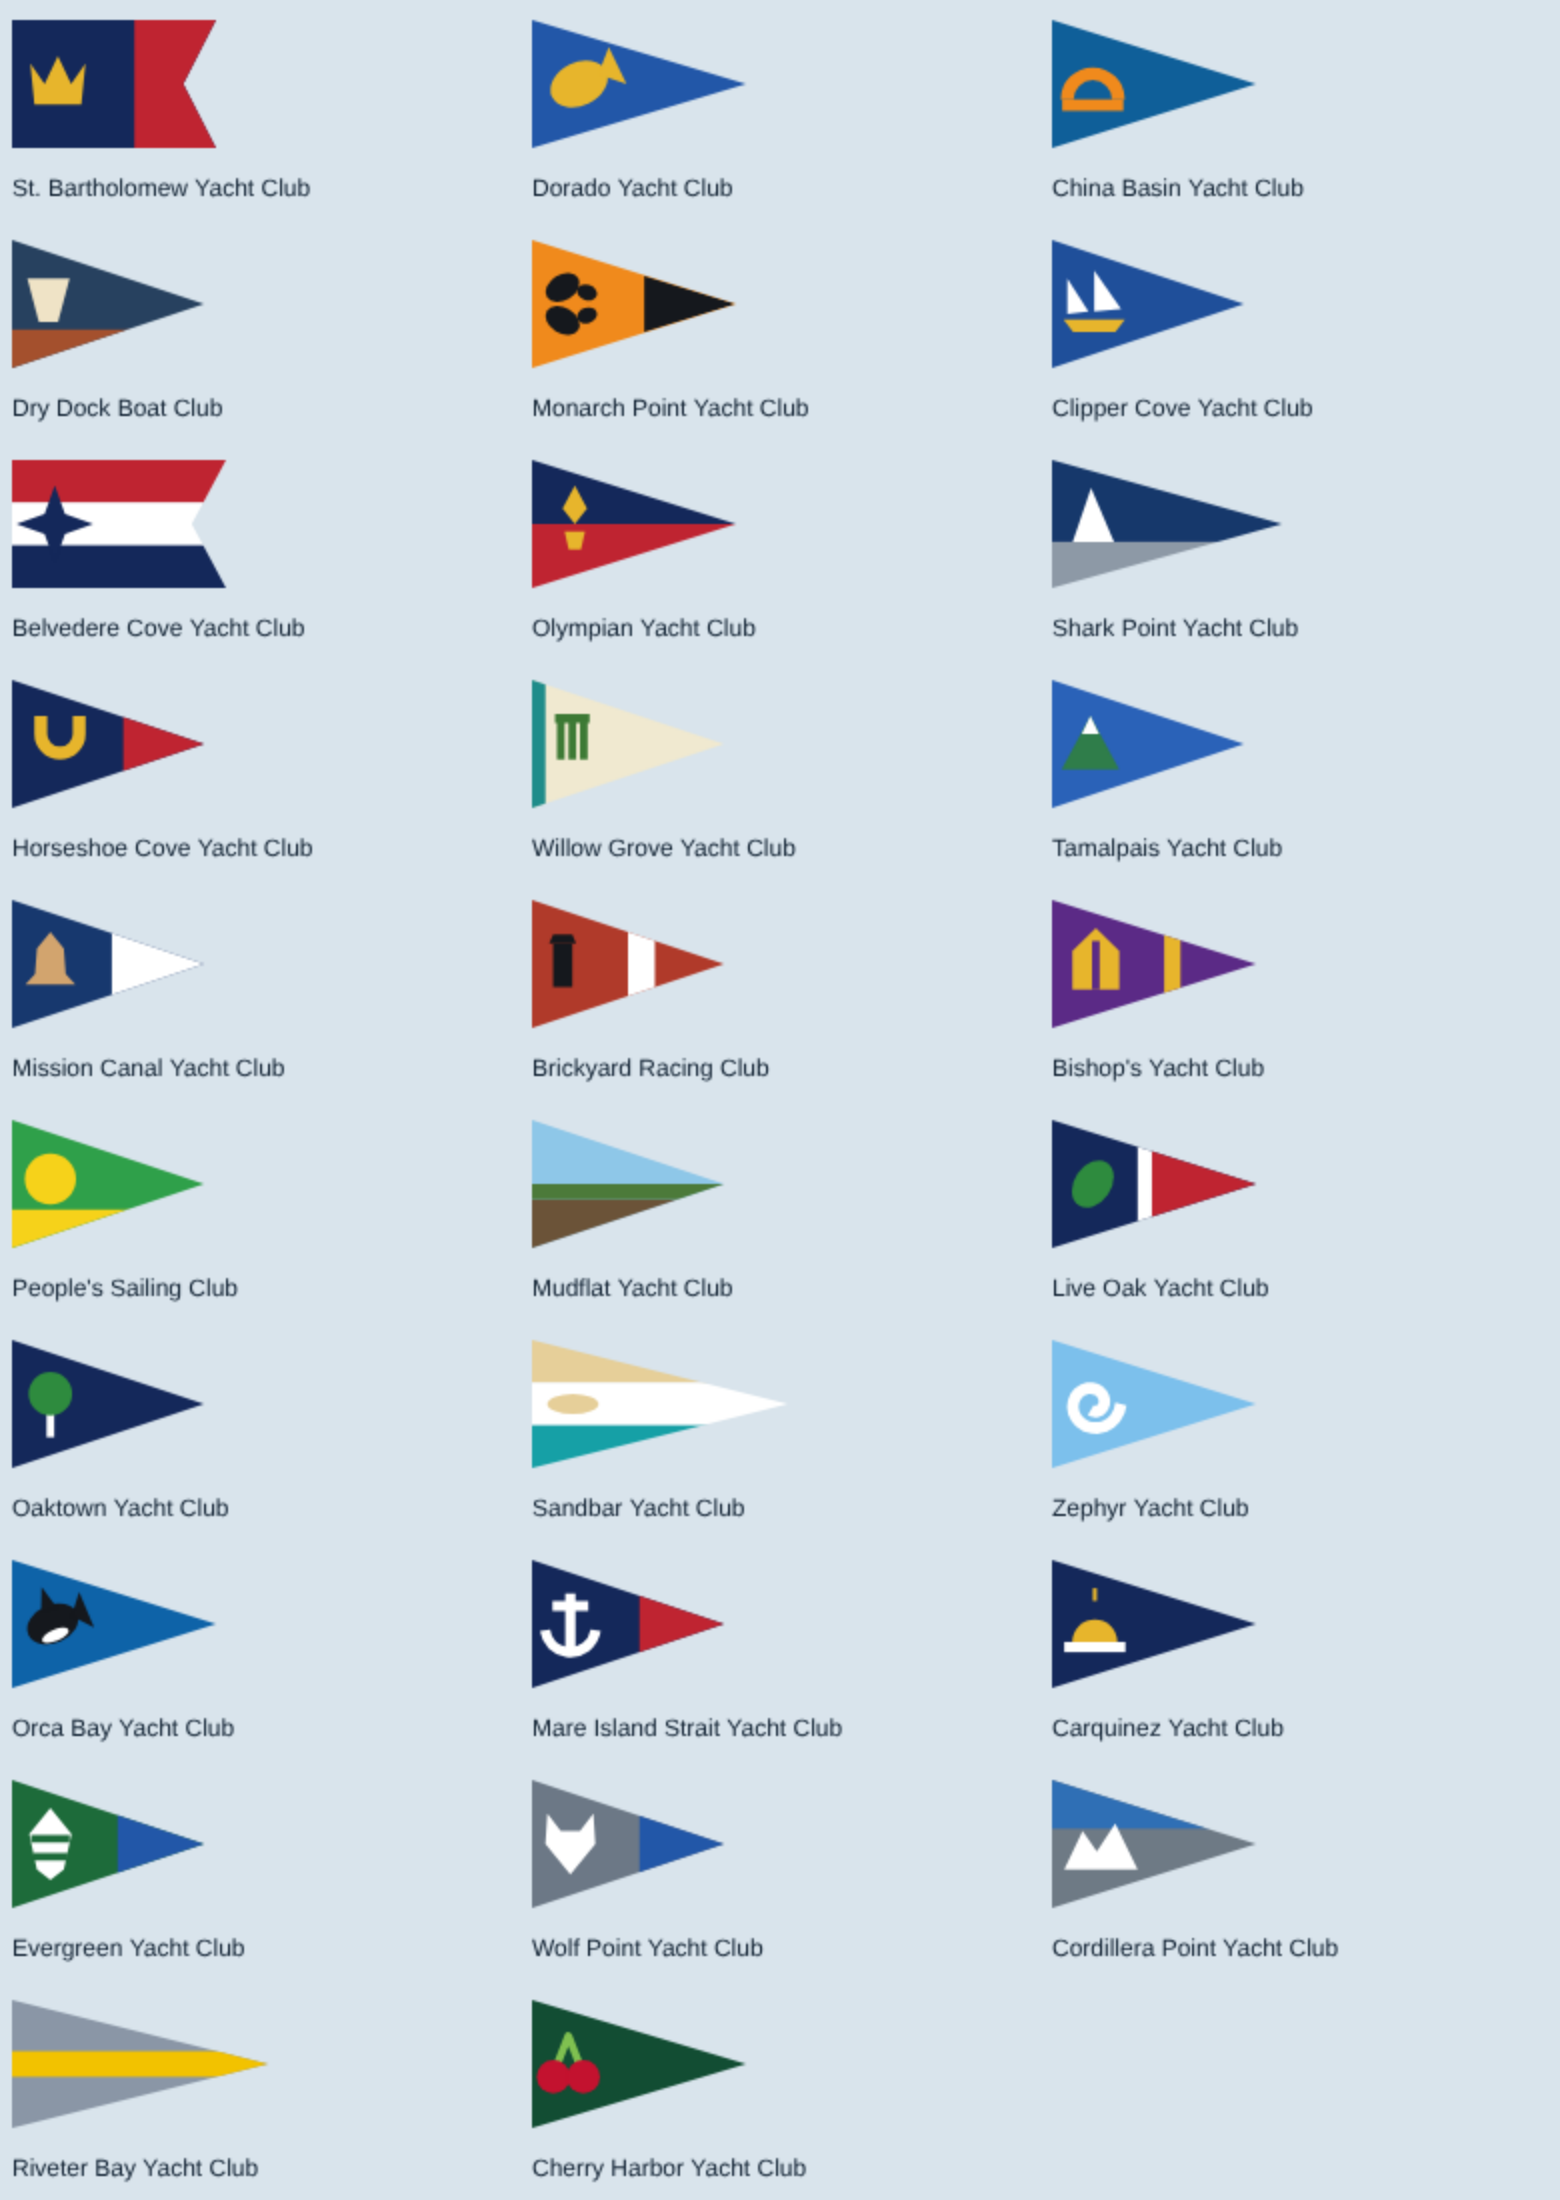 St. Bartholomew Yacht Club
Dorado Yacht Club
China Basin Yacht Club
Dry Dock Boat Club
Monarch Point Yacht Club
Clipper Cove Yacht Club
Belvedere Cove Yacht Club
Olympian Yacht Club
Shark Point Yacht Club
Horseshoe Cove Yacht Club
Willow Grove Yacht Club
Tamalpais Yacht Club
Mission Canal Yacht Club
Brickyard Racing Club
Bishop's Yacht Club
People's Sailing Club
Mudflat Yacht Club
Live Oak Yacht Club
Oaktown Yacht Club
Sandbar Yacht Club
Zephyr Yacht Club
Orca Bay Yacht Club
Mare Island Strait Yacht Club
Carquinez Yacht Club
Evergreen Yacht Club
Wolf Point Yacht Club
Cordillera Point Yacht Club
Riveter Bay Yacht Club
Cherry Harbor Yacht Club